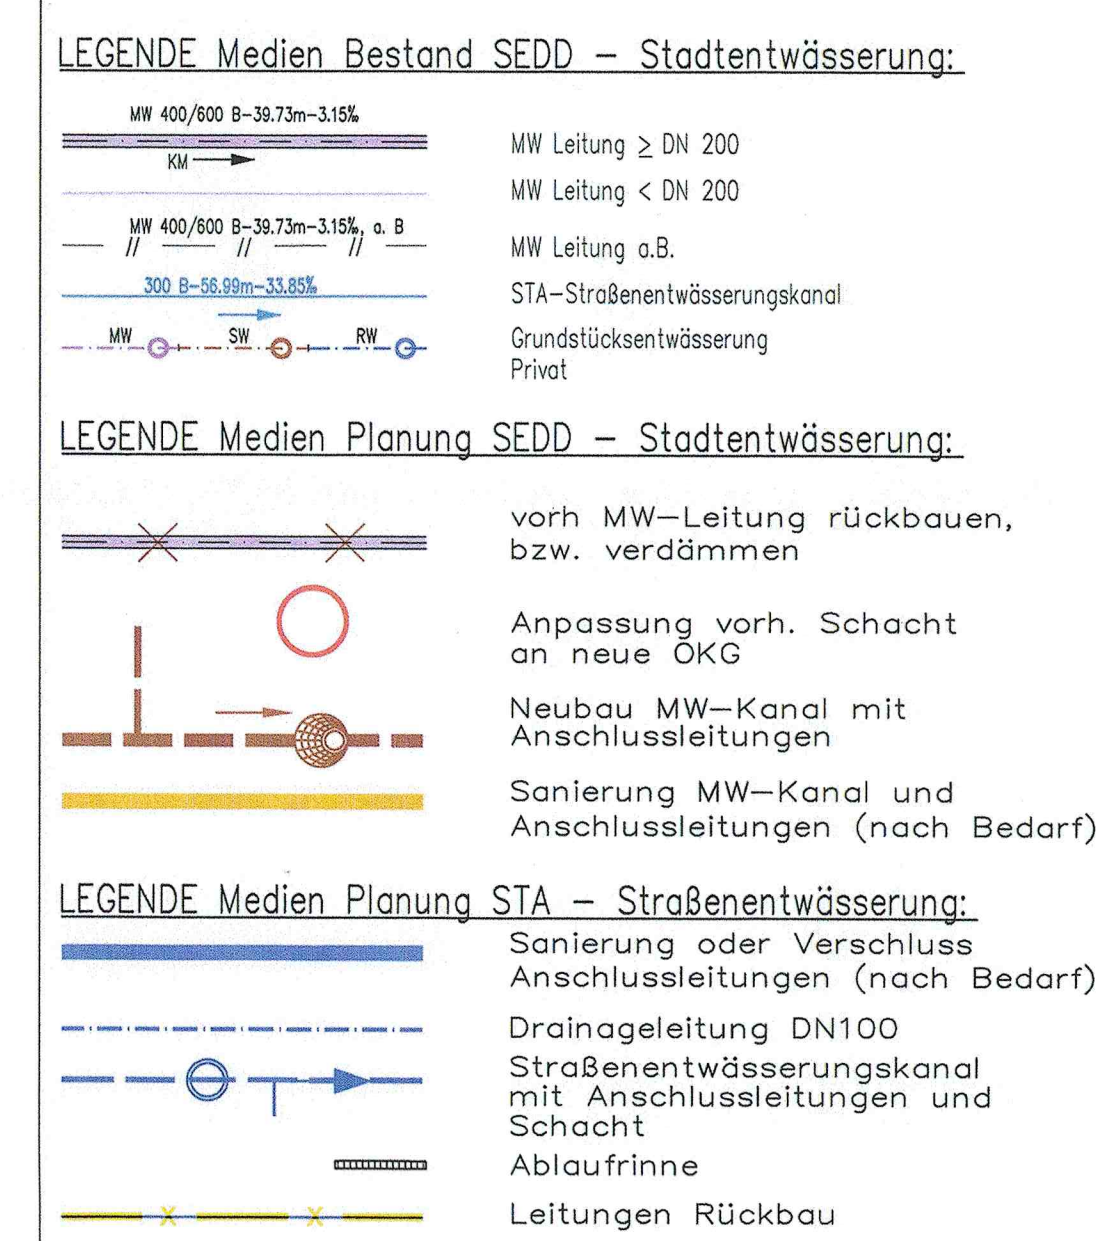 LEGENDE Medien Bestand SEDD – Stadtentwässerung:
MW 400/600 B–39.73m–3.15‰
KM
MW Leitung ≥ DN 200
MW Leitung < DN 200
MW 400/600 B–39.73m–3.15‰, a. B
MW Leitung a.B.
300 B–56.99m–33.85‰
STA–Straßenentwässerungskanal
MW SW RW
Grundstücksentwässerung
Privat
LEGENDE Medien Planung SEDD – Stadtentwässerung:
vorh MW–Leitung rückbauen,
bzw. verdämmen
Anpassung vorh. Schacht
an neue OKG
Neubau MW–Kanal mit
Anschlussleitungen
Sanierung MW–Kanal und
Anschlussleitungen (nach Bedarf)
LEGENDE Medien Planung STA – Straßenentwässerung:
Sanierung oder Verschluss
Anschlussleitungen (nach Bedarf)
Drainageleitung DN100
Straßenentwässerungskanal
mit Anschlussleitungen und
Schacht
Ablaufrinne
Leitungen Rückbau